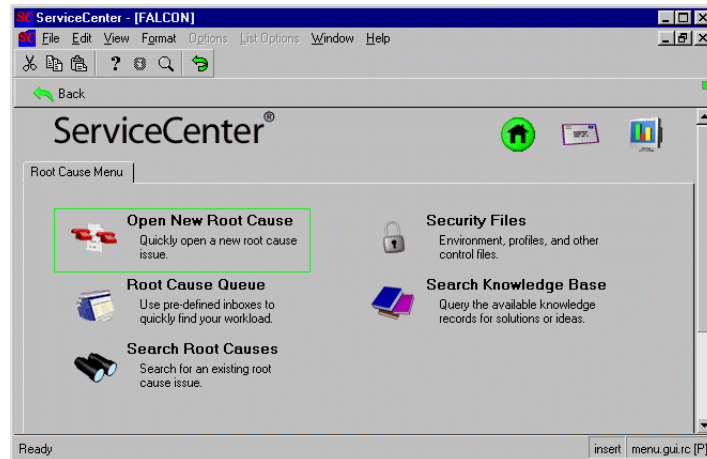 SC ServiceCenter - [FALCON]
SC File Edit View Format Options List Options Window Help
Back
ServiceCenter®
Root Cause Menu
Open New Root Cause
Quickly open a new root cause
issue.
Security Files
Environment, profiles, and other
control files.
Root Cause Queue
Use pre-defined inboxes to
quickly find your workload.
Search Knowledge Base
Query the available knowledge
records for solutions or ideas.
Search Root Causes
Search for an existing root
cause issue.
Ready
insert menu.gui.rc [P]